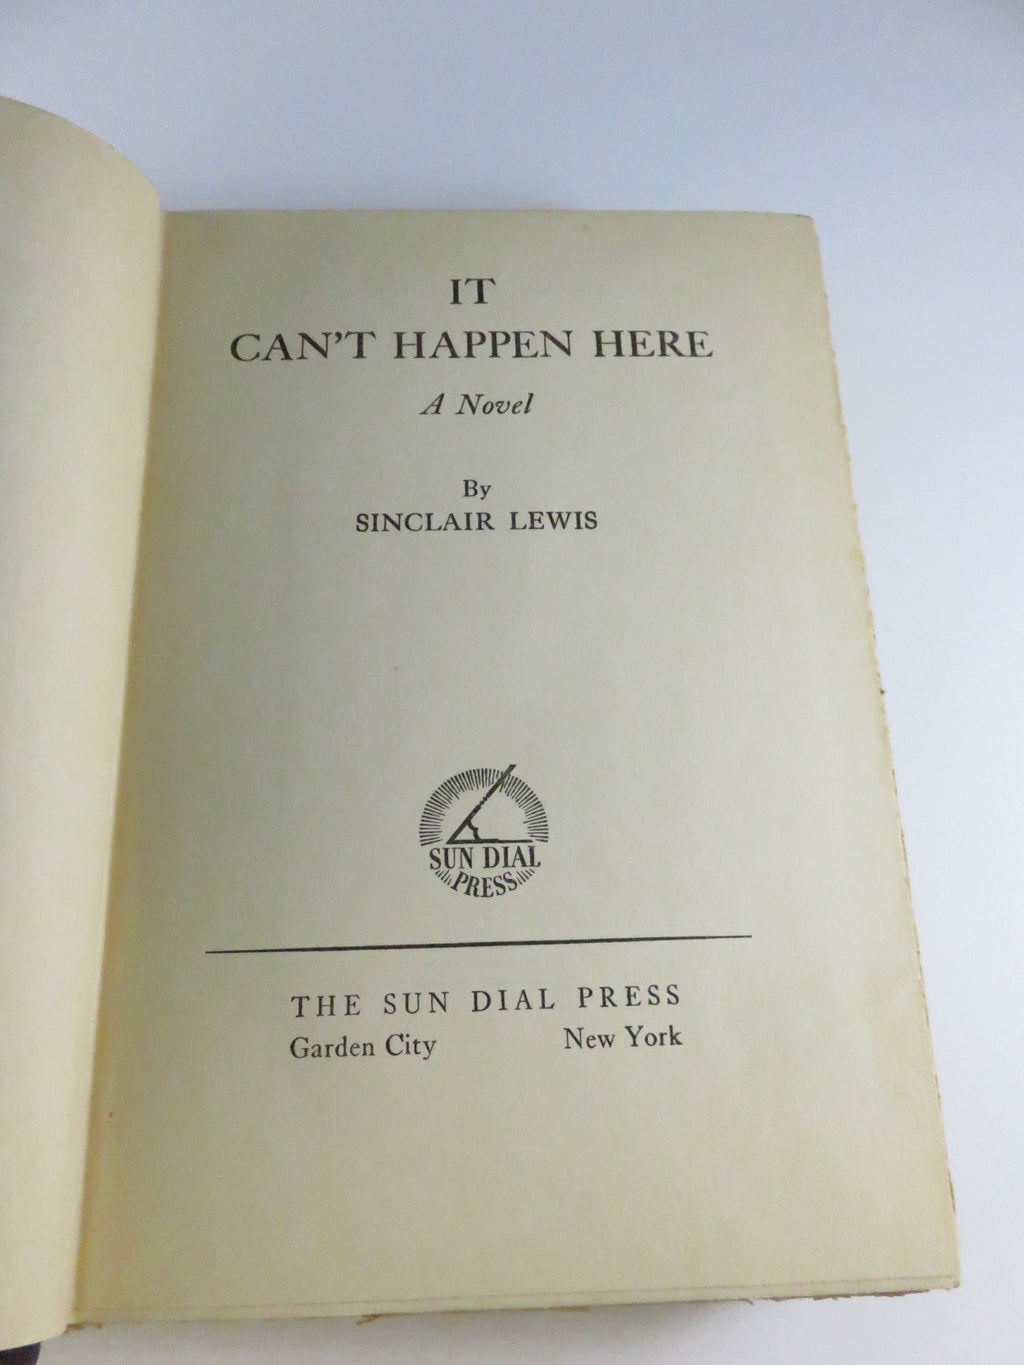 IT
CAN'T HAPPEN HERE
A Novel
By
SINCLAIR LEWIS
SUN DIAL
PRESS
THE SUN DIAL PRESS
Garden City New York